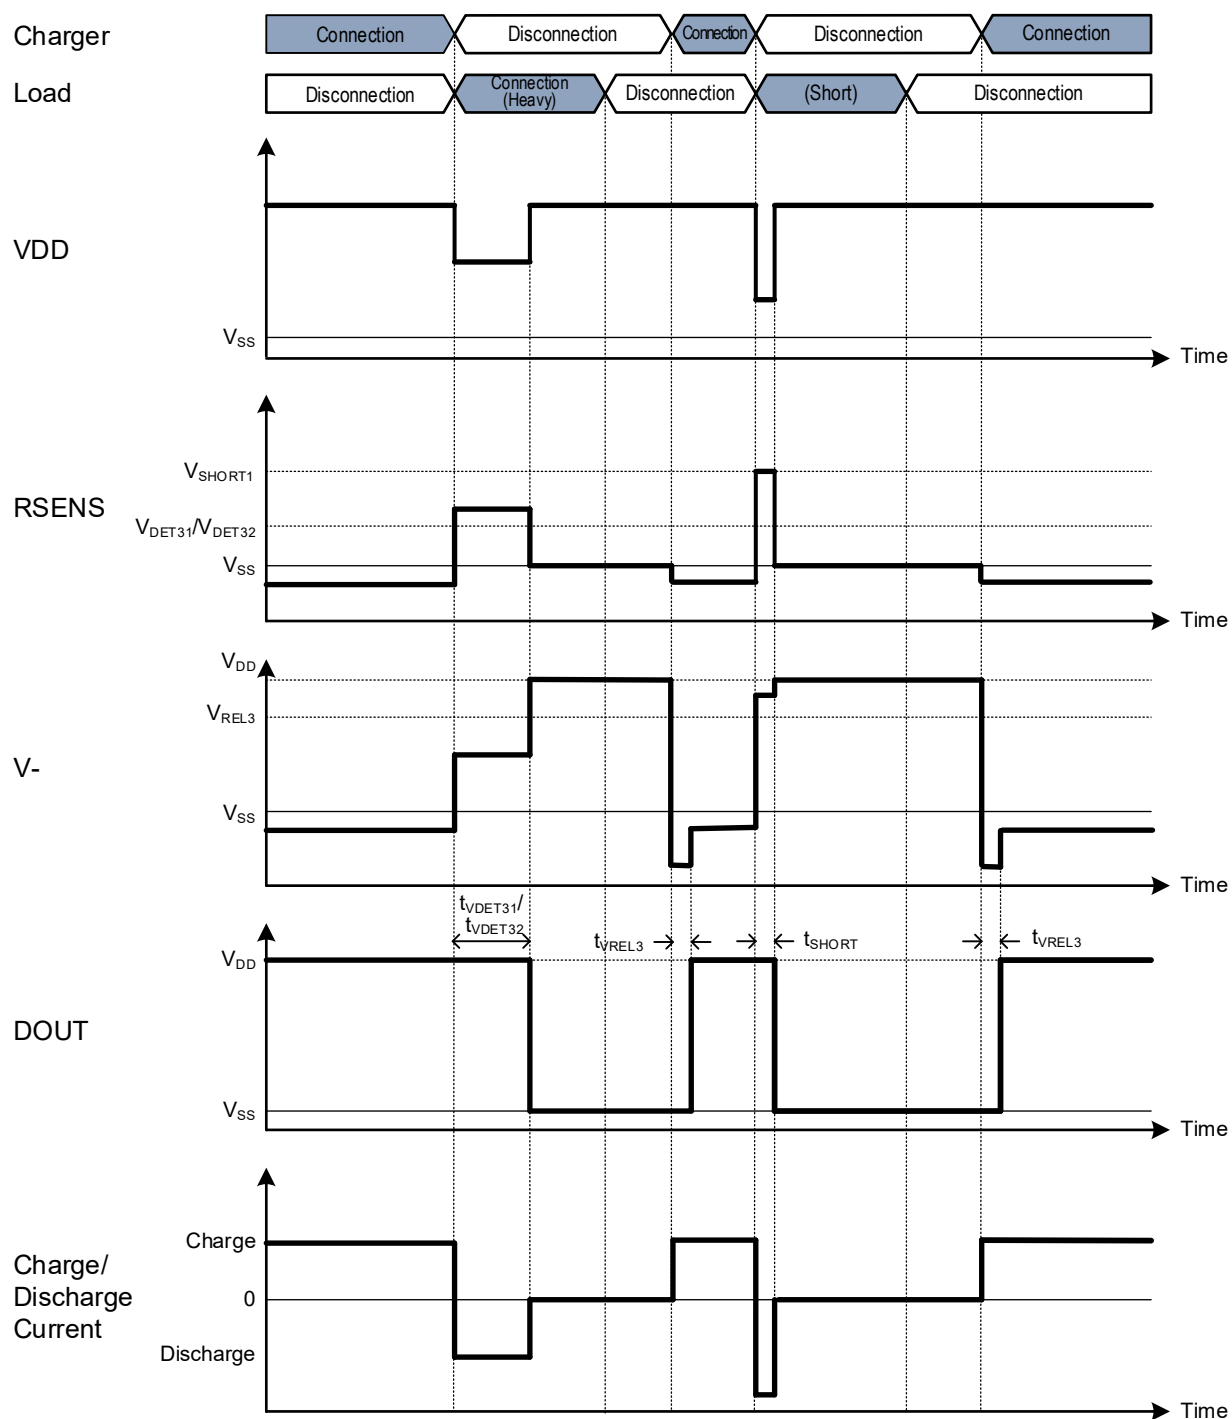 Charger
Connection
Disconnection
Connection
Disconnection
Connection
Load
Disconnection
Connection
(Heavy)
Disconnection
(Short)
Disconnection
VDD
VSS
Time
RSENS
VSHORT1
VDET31/VDET32
VSS
Time
V-
VDD
VREL3
VSS
Time
DOUT
tVDET31/
tVDET32
tVREL3
tSHORT
tVREL3
VDD
VSS
Time
Charge/
Discharge
Current
Charge
0
Discharge
Time